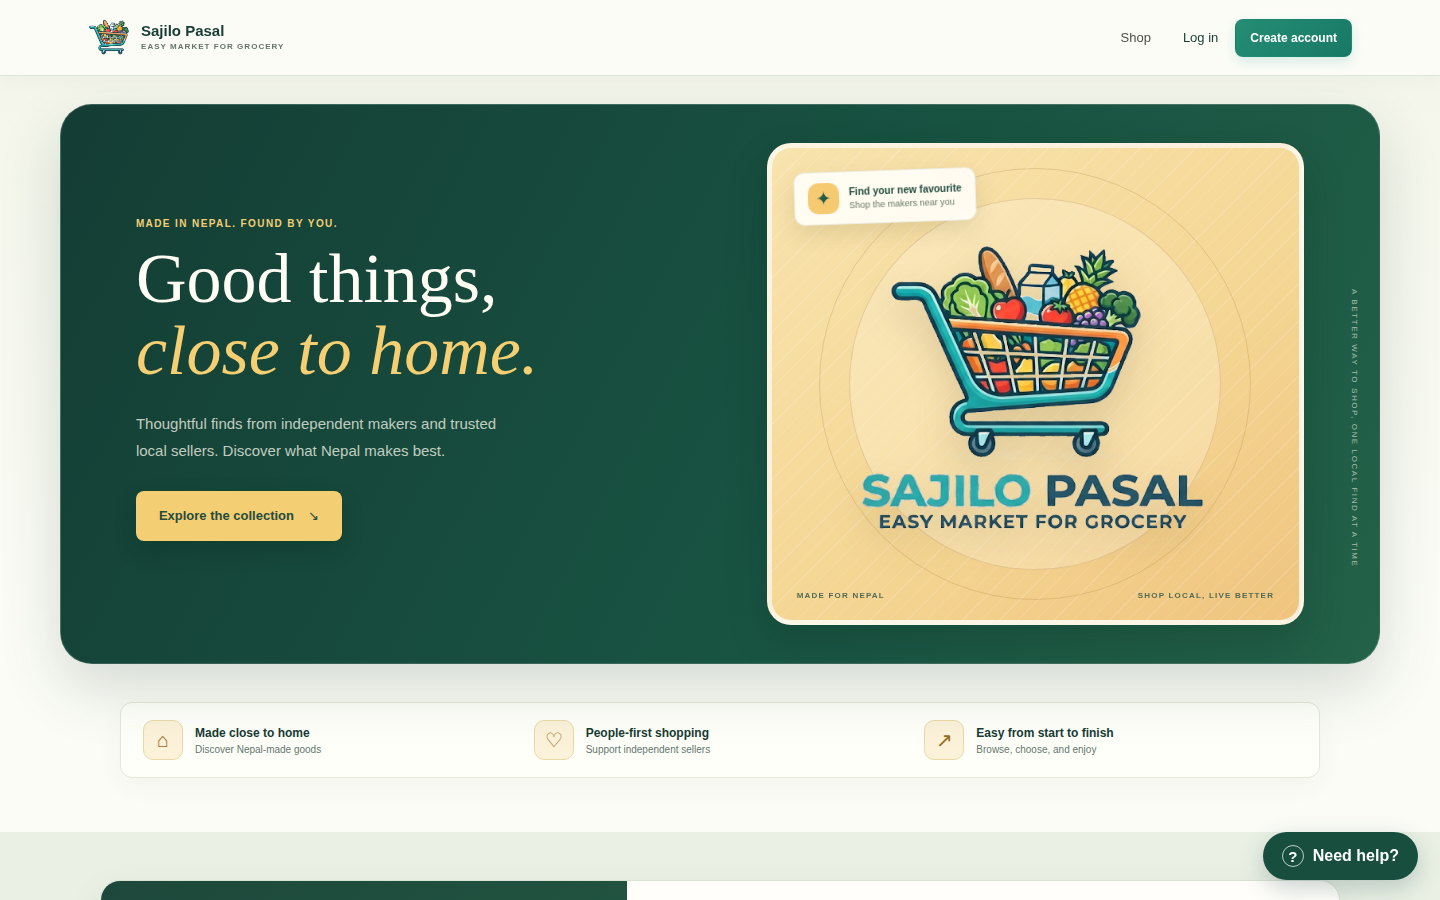 Sajilo Pasal
EASY MARKET FOR GROCERY
Shop
Log in
Create account
MADE IN NEPAL. FOUND BY YOU.
Good things,
close to home.
Thoughtful finds from independent makers and trusted
local sellers. Discover what Nepal makes best.
Explore the collection ↘
✦
Find your new favourite
Shop the makers near you
SAJILO PASAL
EASY MARKET FOR GROCERY
MADE FOR NEPAL
SHOP LOCAL, LIVE BETTER
A BETTER WAY TO SHOP, ONE LOCAL FIND AT A TIME
Made close to home
Discover Nepal-made goods
People-first shopping
Support independent sellers
Easy from start to finish
Browse, choose, and enjoy
? Need help?